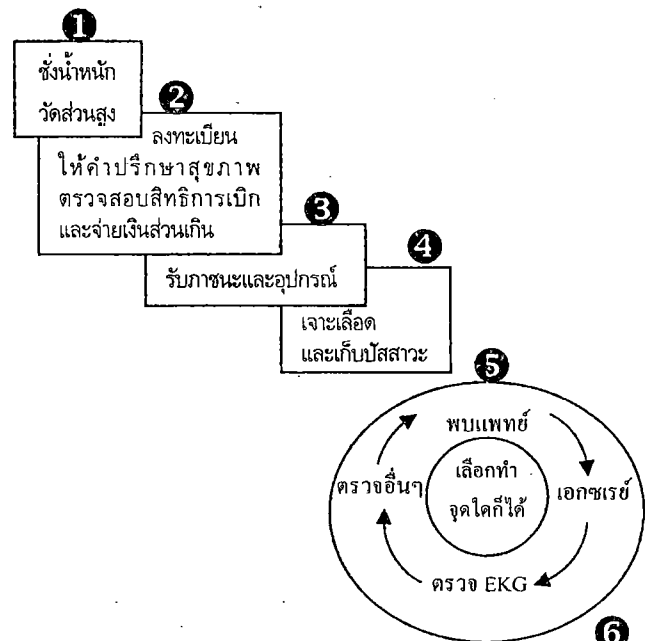 1
ชั่งน้ำหนัก
วัดส่วนสูง
2
ลงทะเบียน
ให้คำปรึกษาสุขภาพ
ตรวจสอบสิทธิการเบิก
และจ่ายเงินส่วนเกิน
3
รับภาชนะและอุปกรณ์
4
เจาะเลือด
และเก็บปัสสาวะ
5
พบแพทย์
เอกซเรย์
ตรวจ EKG
ตรวจอื่นๆ
เลือกทำ
จุดใดก็ได้
6